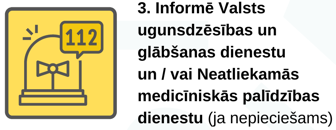 112
3. Informē Valsts
ugunsdzēsības un
glābšanas dienestu
un / vai Neatliekamās
medicīniskās palīdzības
dienestu (ja nepieciešams)